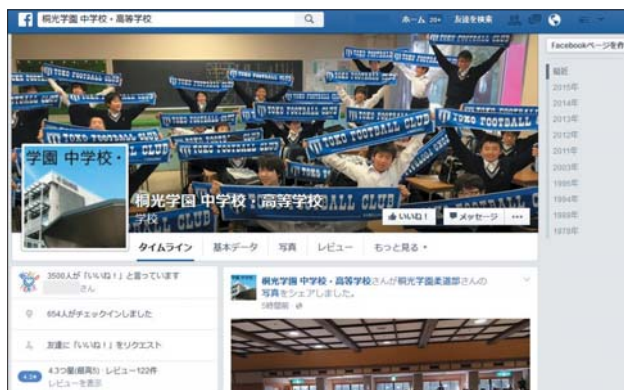 桐光学園 中学校・高等学校
ホーム 20+
友達を検索
Facebookページを作
最近
2015年
2014年
2013年
2012年
2011年
2003年
1995年
1994年
1978年
TOKO FOOTBALL CLUB
学園 中学校・
桐光学園 中学校・高等学校
学校
いいね！
メッセージ
タイムライン
基本データ
写真
レビュー
もっと見る
3500人が「いいね！」と言っています
さん
654人がチェックインしました
友達に「いいね！」をリクエスト
4.3つ星(最高5)・レビュー122件
レビューを表示
桐光学園 中学校・高等学校さんが桐光学園柔道部さんの
写真をシェアしました。
5時間前